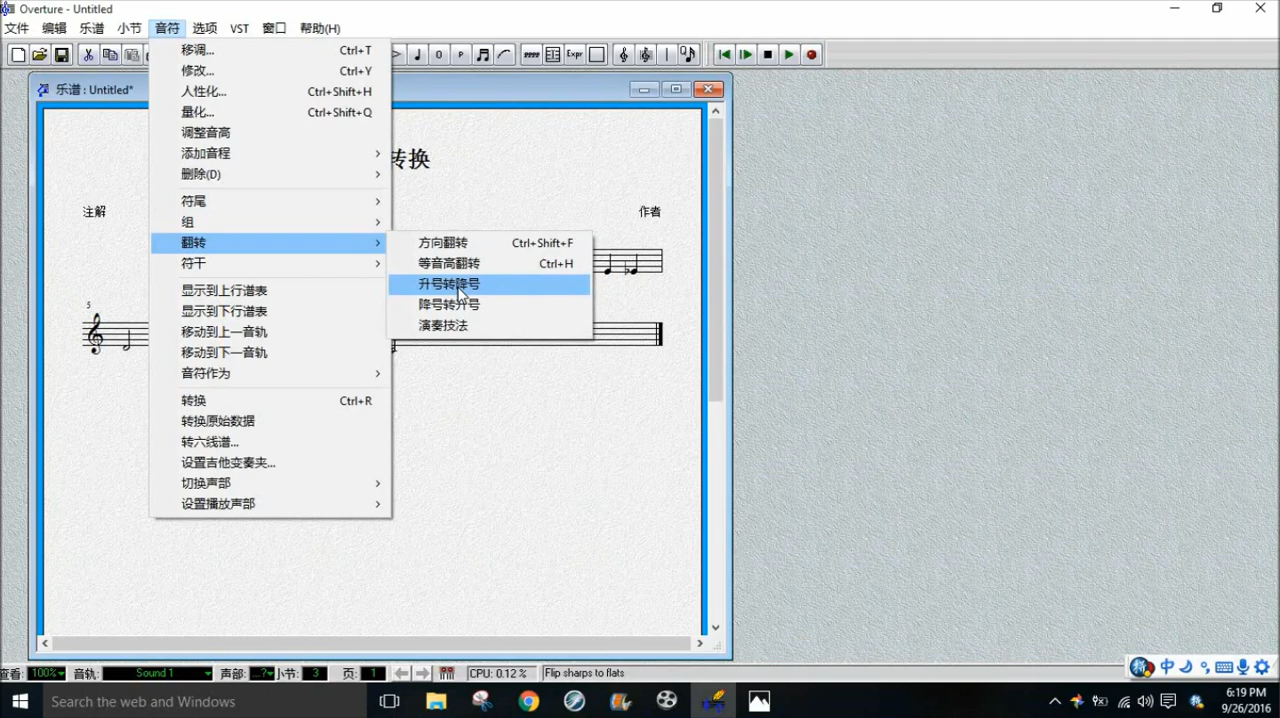 Overture - Untitled
文件 编辑 乐谱 小节 音符 选项 VST 窗口 帮助(H)
Expr
乐谱 : Untitled*
移调... Ctrl+T
修改... Ctrl+Y
人性化... Ctrl+Shift+H
量化... Ctrl+Shift+Q
调整音高
添加音程
删除(D)
符尾
组
翻转
符干
显示到上行谱表
显示到下行谱表
移动到上一音轨
移动到下一音轨
音符作为
转换 Ctrl+R
转换原始数据
转六线谱...
设置吉他变奏夹...
切换声部
设置播放声部
方向翻转 Ctrl+Shift+F
等音高翻转 Ctrl+H
升号转降号
降号转升号
演奏技法
转换
注解
作者
5
查看: 100% 音轨: Sound 1 声部: ..? 小节: 3 页: 1 CPU: 0.12 % Flip sharps to flats
中
Search the web and Windows
6:19 PM
9/26/2016